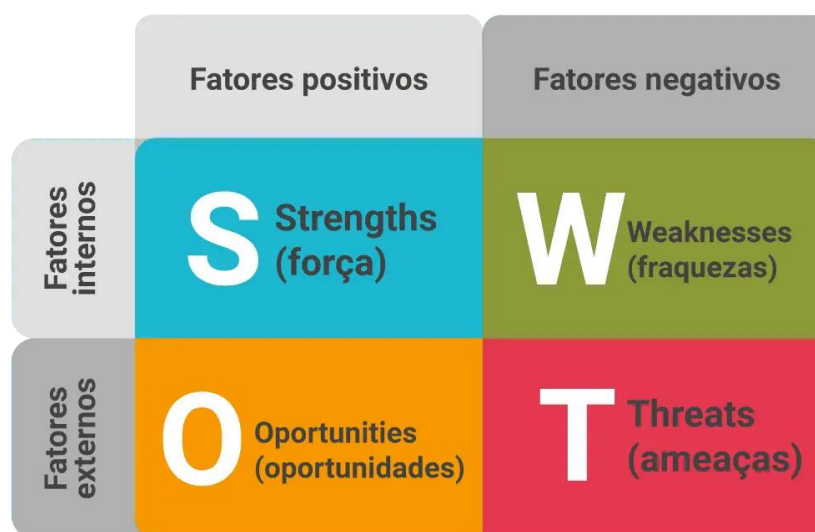 Fatores positivos
Fatores negativos
Fatores
internos
S
Strengths
(força)
W
Weaknesses
(fraquezas)
Fatores
externos
O
Oportunities
(oportunidades)
T
Threats
(ameaças)